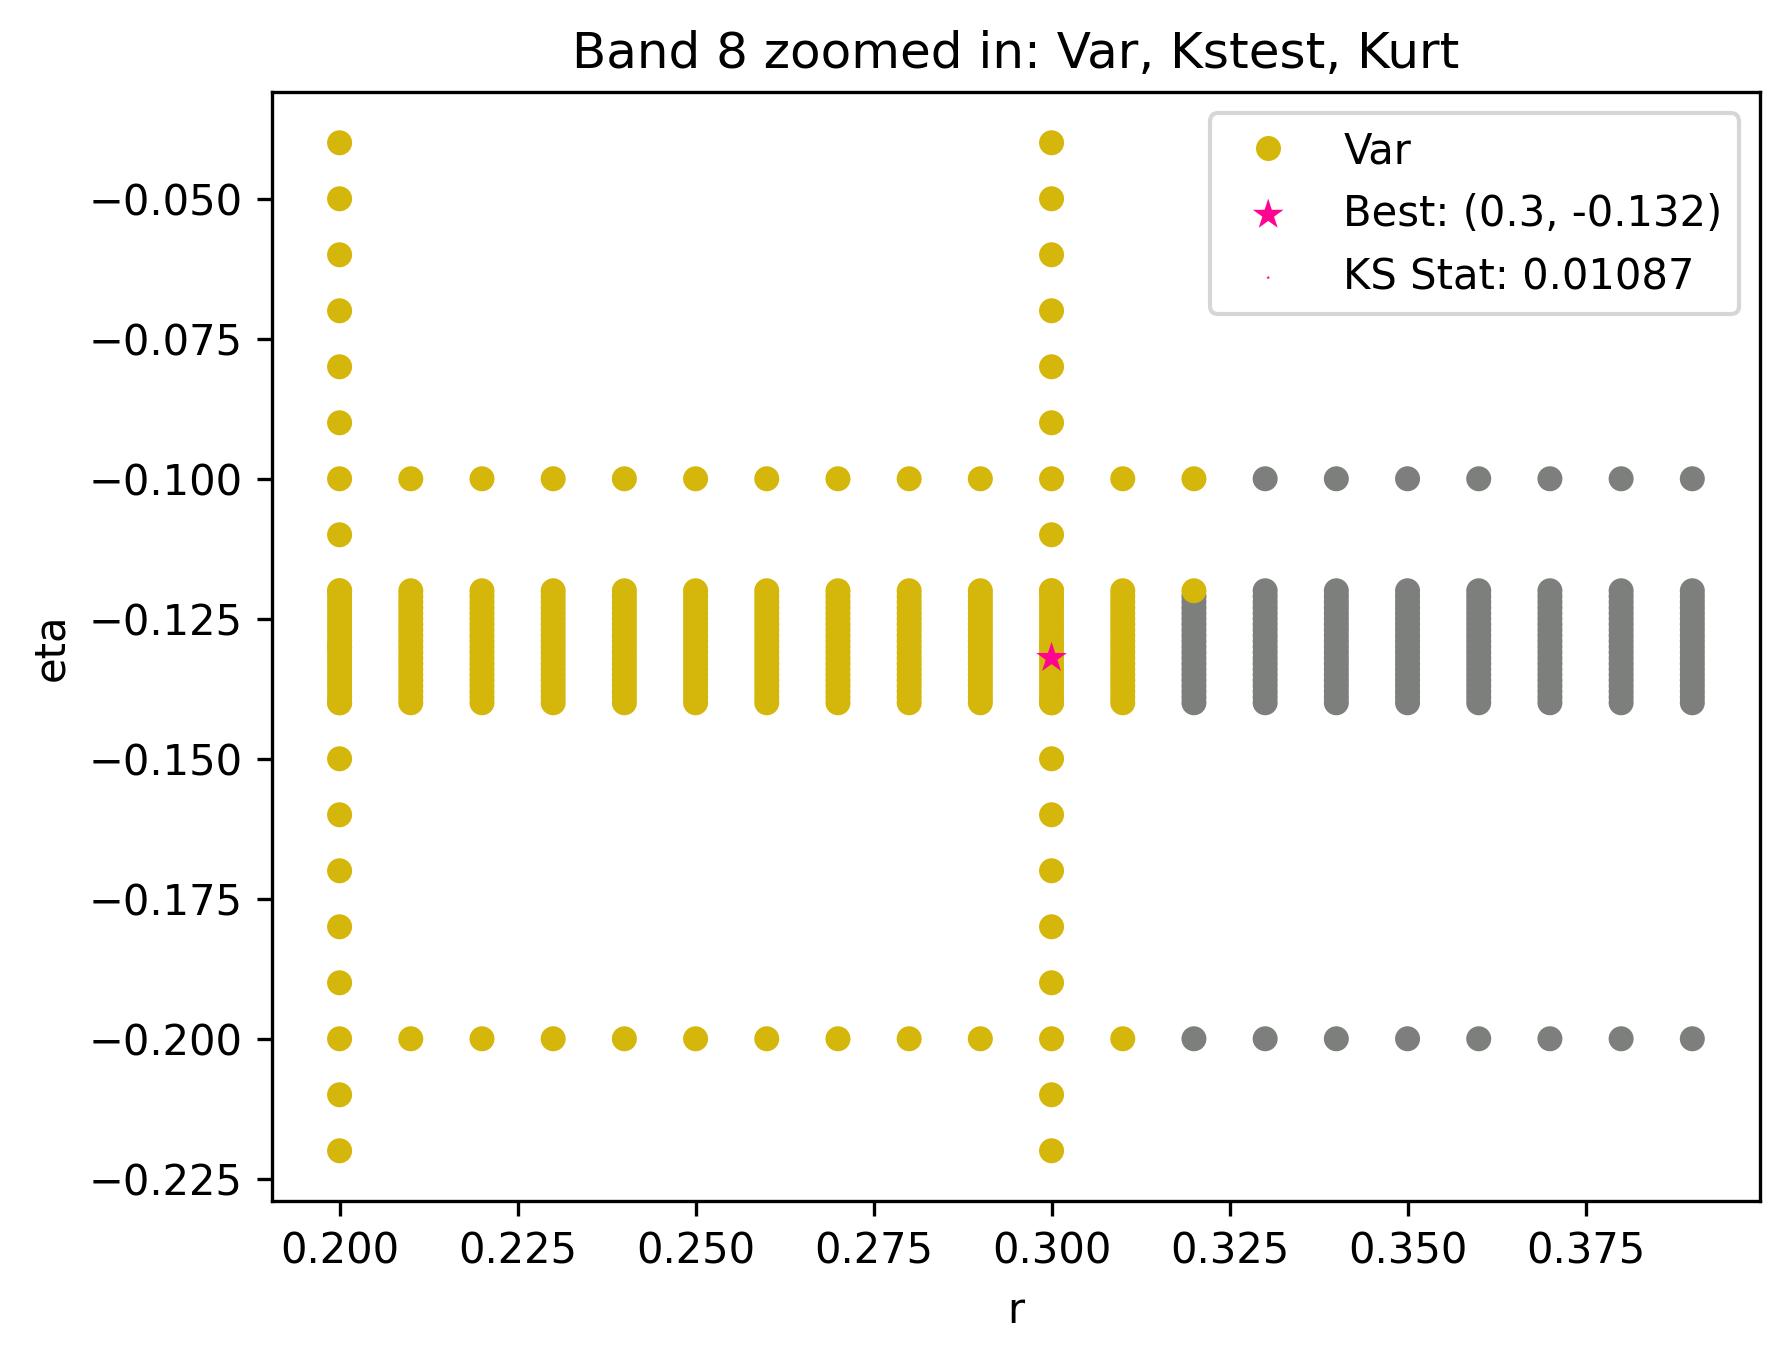 Band 8 zoomed in: Var, Kstest, Kurt
Var
Best: (0.3, -0.132)
KS Stat: 0.01087
eta
−0.050
−0.075
−0.100
−0.125
−0.150
−0.175
−0.200
−0.225
0.200 0.225 0.250 0.275 0.300 0.325 0.350 0.375
r